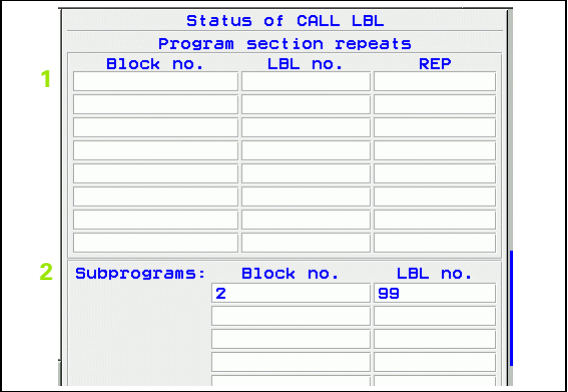 Status of CALL LBL
Program section repeats
Block no. LBL no. REP
1
2
Subprograms: Block no. LBL no.
2 99